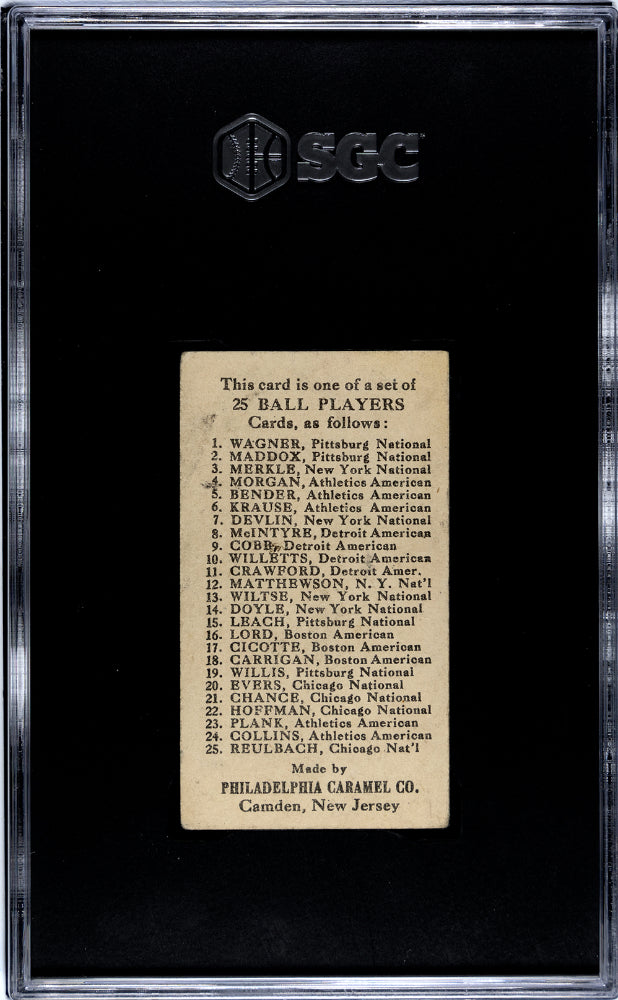 SGC
This card is one of a set of
25 BALL PLAYERS
Cards, as follows:
1. WAGNER, Pittsburg National
2. MADDOX, Pittsburg National
3. MERKLE, New York National
4. MORGAN, Athletics American
5. BENDER, Athletics American
6. KRAUSE, Athletics American
7. DEVLIN, New York National
8. McINTYRE, Detroit American
9. COBB, Detroit American
10. WILLETTS, Detroit American
11. CRAWFORD, Detroit Amer.
12. MATTHEWSON, N. Y. Nat'l
13. WILTSE, New York National
14. DOYLE, New York National
15. LEACH, Pittsburg National
16. LORD, Boston American
17. CICOTTE, Boston American
18. CARRIGAN, Boston American
19. WILLIS, Pittsburg National
20. EVERS, Chicago National
21. CHANCE, Chicago National
22. HOFFMAN, Chicago National
23. PLANK, Athletics American
24. COLLINS, Athletics American
25. REULBACH, Chicago Nat'l
Made by
PHILADELPHIA CARAMEL CO.
Camden, New Jersey